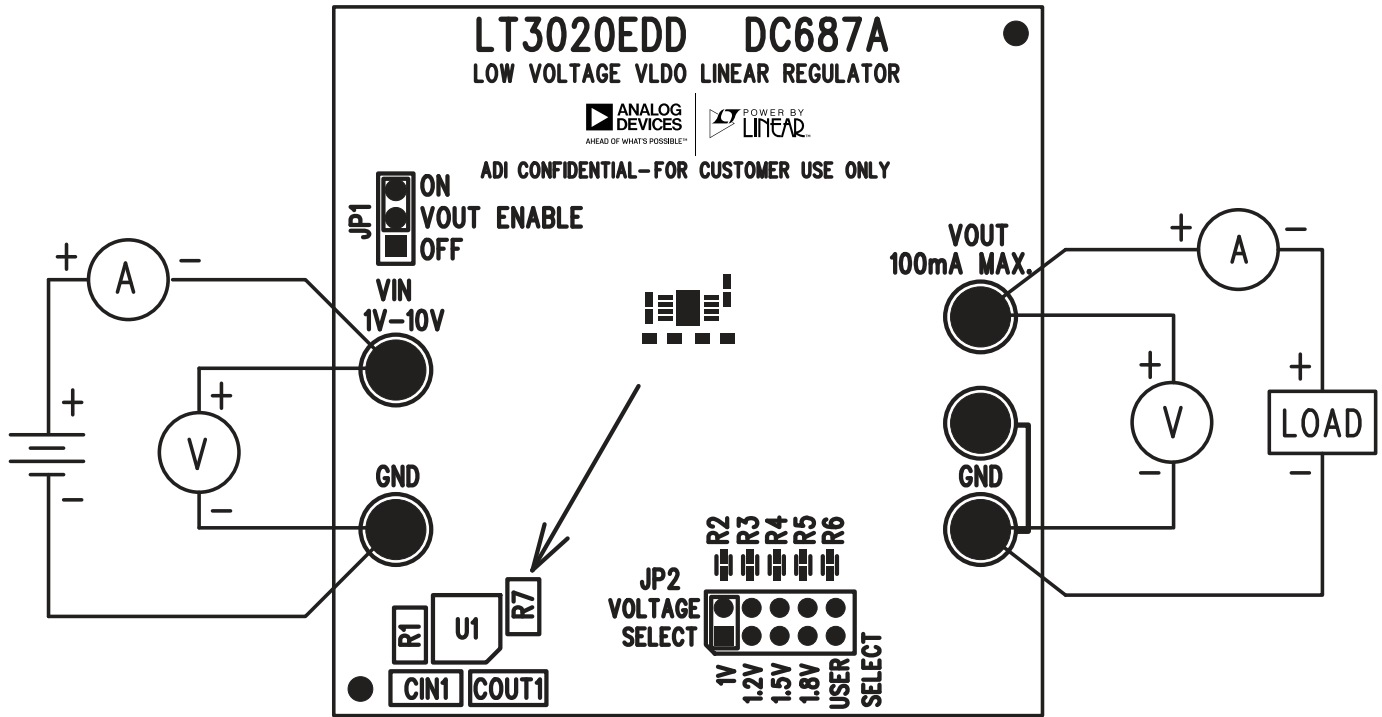 LT3020EDD DC687A
LOW VOLTAGE VLDO LINEAR REGULATOR
ANALOG
DEVICES
AHEAD OF WHAT'S POSSIBLE™
POWER BY
LINEAR™
ADI CONFIDENTIAL-FOR CUSTOMER USE ONLY
JP1
ON
VOUT ENABLE
OFF
+ A -
VIN
1V-10V
+
-
+
V
-
GND
VOUT
100mA MAX.
+ A -
+
V
-
+
LOAD
-
GND
R2
R3
R4
R5
R6
JP2
VOLTAGE
SELECT
1V
1.2V
1.5V
1.8V
USER
SELECT
R1
U1
R7
CIN1
COUT1